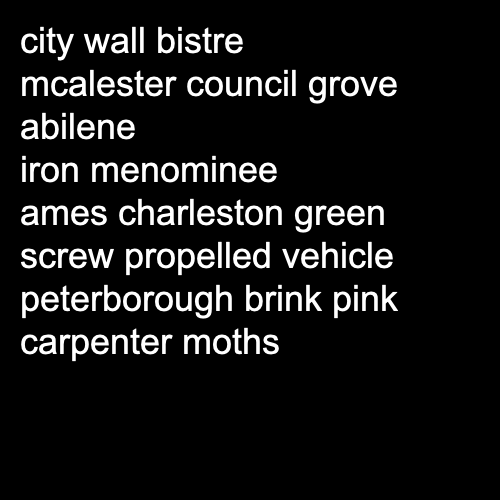 city wall bistre
mcalester council grove
abilene
iron menominee
ames charleston green
screw propelled vehicle
peterborough brink pink
carpenter moths